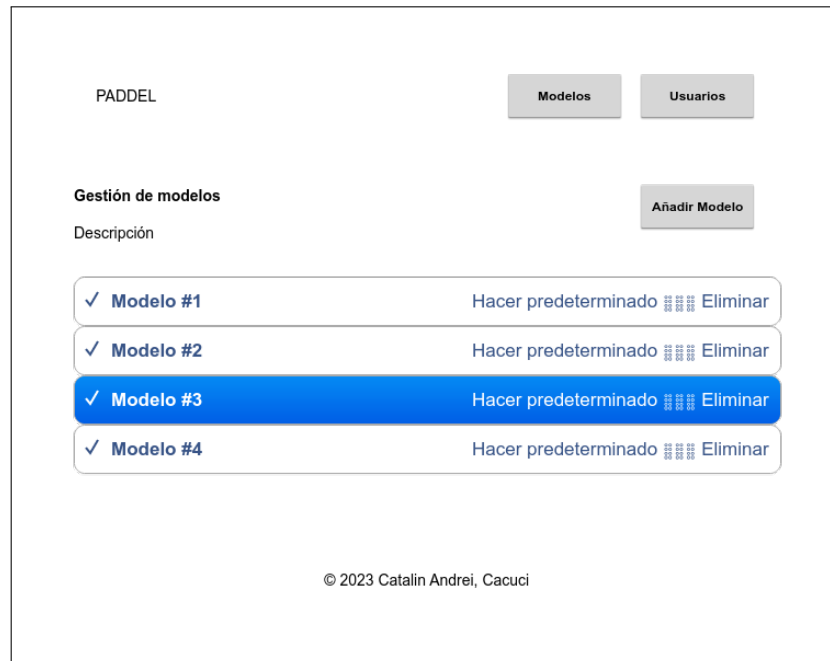 PADDEL
Modelos
Usuarios
Gestión de modelos
Añadir Modelo
Descripción
✓ Modelo #1 Hacer predeterminado ⠿⠿⠿ Eliminar
✓ Modelo #2 Hacer predeterminado ⠿⠿⠿ Eliminar
✓ Modelo #3 Hacer predeterminado ⠿⠿⠿ Eliminar
✓ Modelo #4 Hacer predeterminado ⠿⠿⠿ Eliminar
© 2023 Catalin Andrei, Cacuci